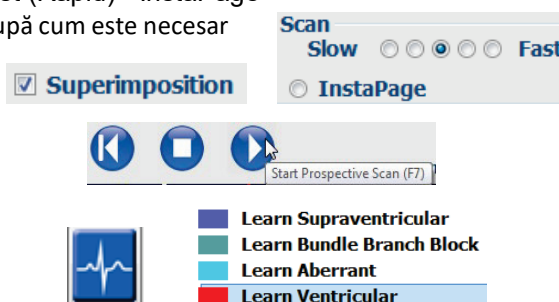 după cum este necesar
Scan
Slow Fast
Superimposition
InstaPage
Start Prospective Scan (F7)
Learn Supraventricular
Learn Bundle Branch Block
Learn Aberrant
Learn Ventricular